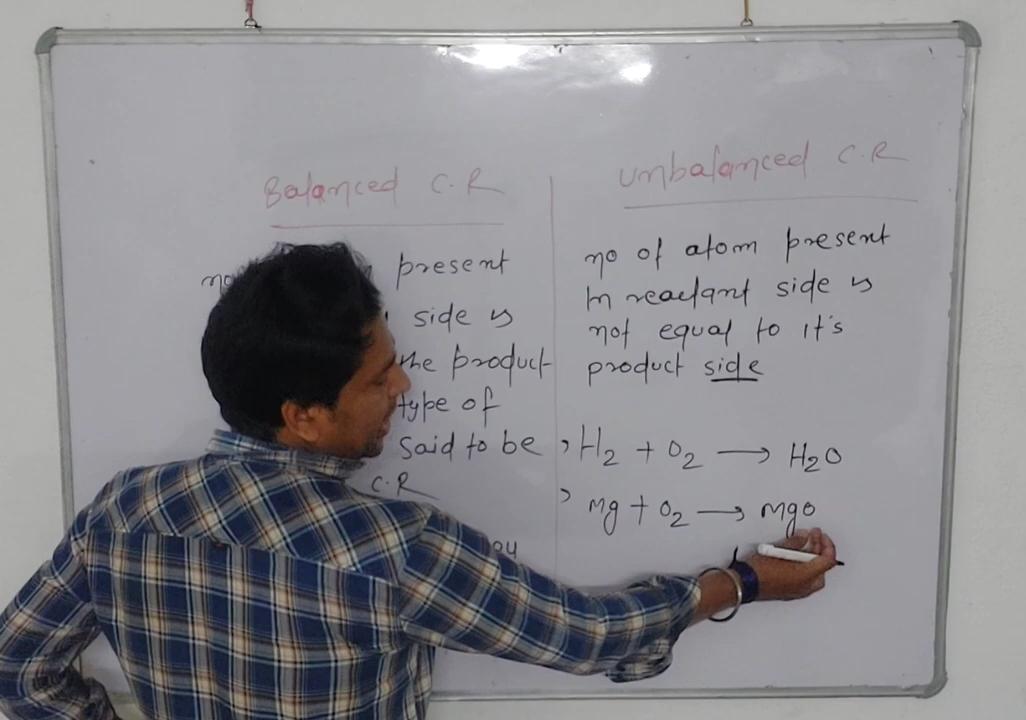 Balanced C.R
present
side is
the product
type of
said to be
C.R
Unbalanced C.R
no of atom present
In reactant side is
not equal to it's
product side
H2 + O2 → H2O
Mg + O2 → MgO